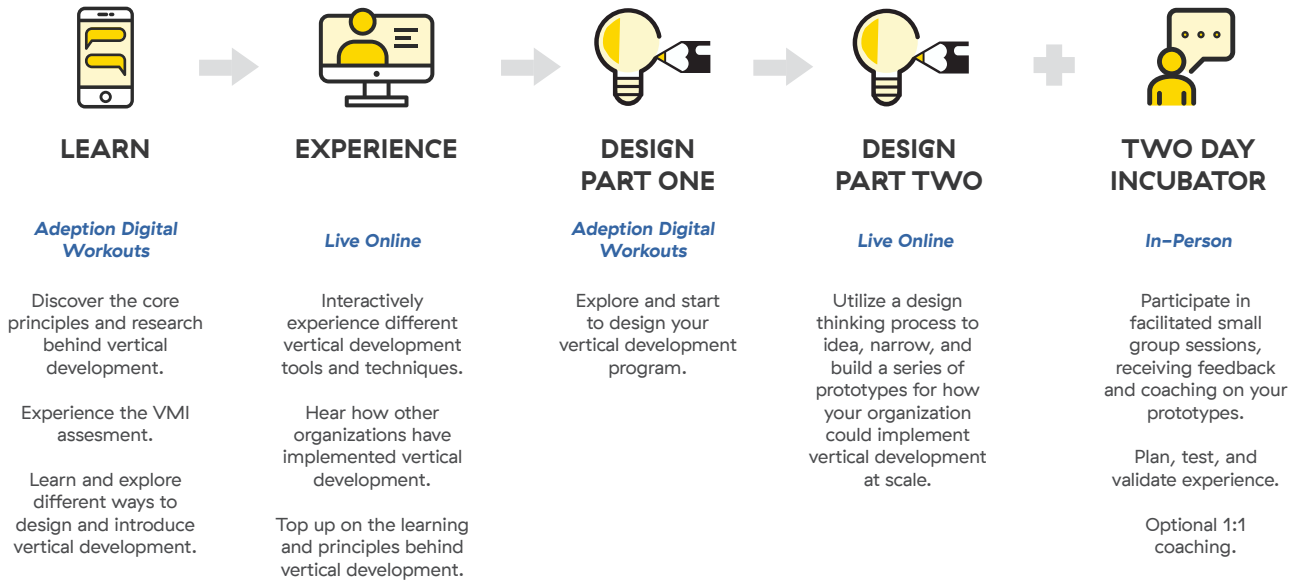 LEARN
Adeption Digital
Workouts
Discover the core
principles and research
behind vertical
development.
Experience the VMI
assesment.
Learn and explore
different ways to
design and introduce
vertical development.
EXPERIENCE
Live Online
Interactively
experience different
vertical development
tools and techniques.
Hear how other
organizations have
implemented vertical
development.
Top up on the learning
and principles behind
vertical development.
DESIGN
PART ONE
Adeption Digital
Workouts
Explore and start
to design your
vertical development
program.
DESIGN
PART TWO
Live Online
Utilize a design
thinking process to
idea, narrow, and
build a series of
prototypes for how
your organization
could implement
vertical development
at scale.
TWO DAY
INCUBATOR
In-Person
Participate in
facilitated small
group sessions,
receiving feedback
and coaching on your
prototypes.
Plan, test, and
validate experience.
Optional 1:1
coaching.